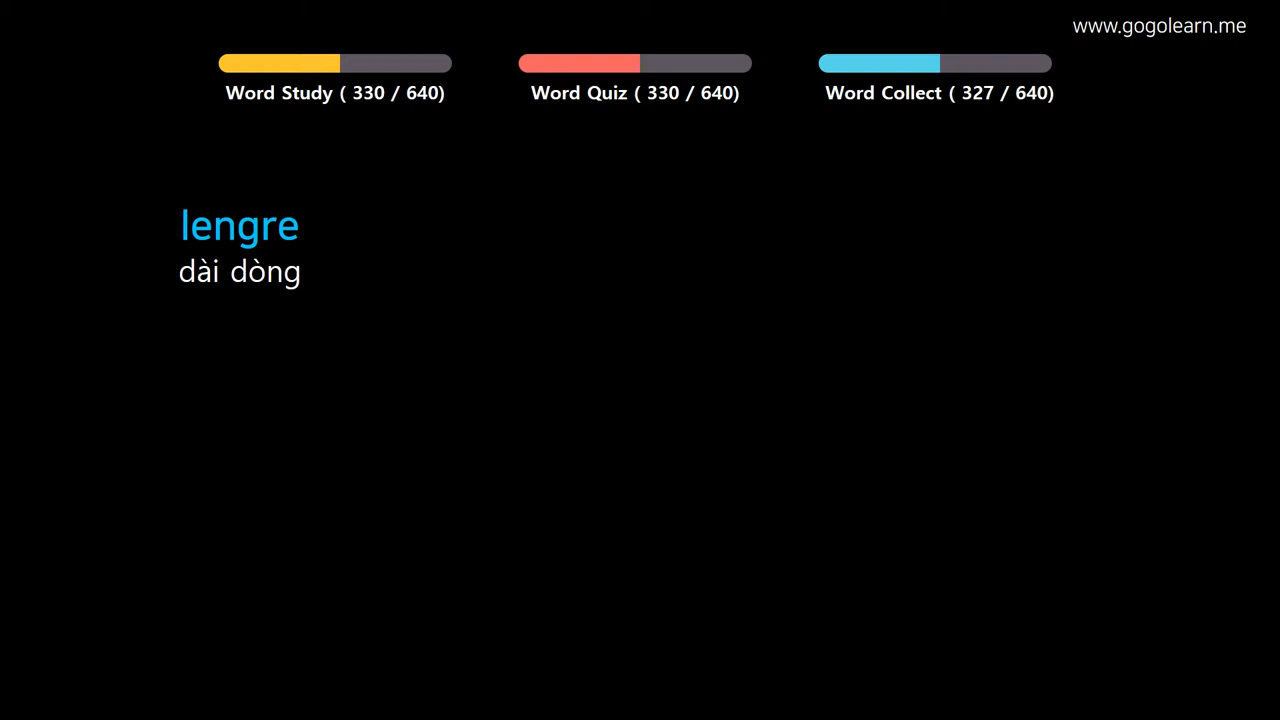 www.gogolearn.me
Word Study ( 330 / 640)
Word Quiz ( 330 / 640)
Word Collect ( 327 / 640)
lengre
dài dòng